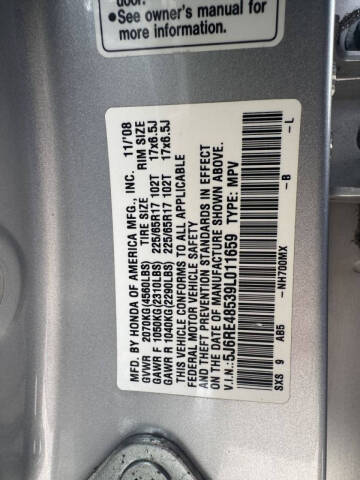 door.
●See owner's manual for
more information.
MFD. BY HONDA OF AMERICA MFG., INC. 11/'08
TIRE SIZE RIM SIZE
GVWR 2070KG(4560LBS)
GAWR F 1050KG(2310LBS) 225/65R17 102T 17x6.5J
GAWR R 1040KG(2290LBS) 225/65R17 102T 17x6.5J
THIS VEHICLE CONFORMS TO ALL APPLICABLE
FEDERAL MOTOR VEHICLE SAFETY
AND THEFT PREVENTION STANDARDS IN EFFECT
ON THE DATE OF MANUFACTURE SHOWN ABOVE.
V.I.N.:5J6RE48539L011659 TYPE: MPV
SXS 9 AB5 -NH700MX -B -L